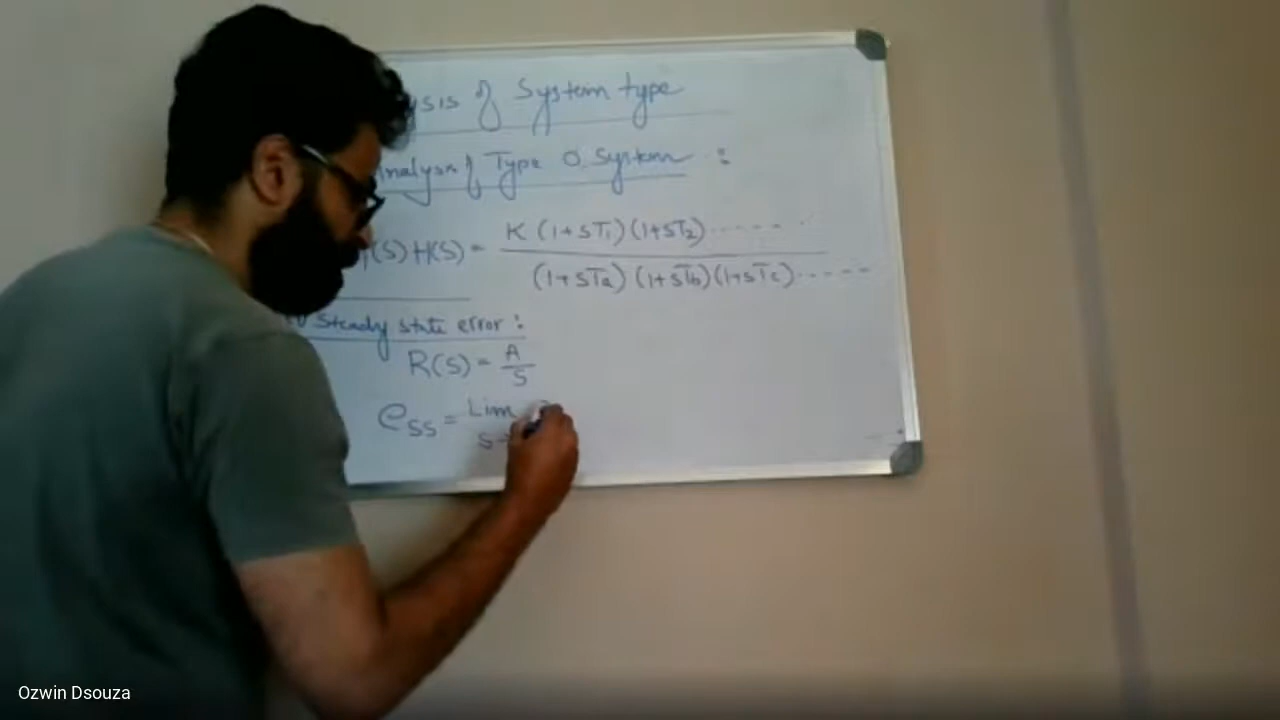 ysis of System type
Analysis of Type 0 System :
(S)H(S) = K (1+ST₁)(1+ST₂)......
(1+STa) (1+STb)(1+STc).....
Steady state error :
R(S) = A
S
eSS = Lim
S→
Ozwin Dsouza